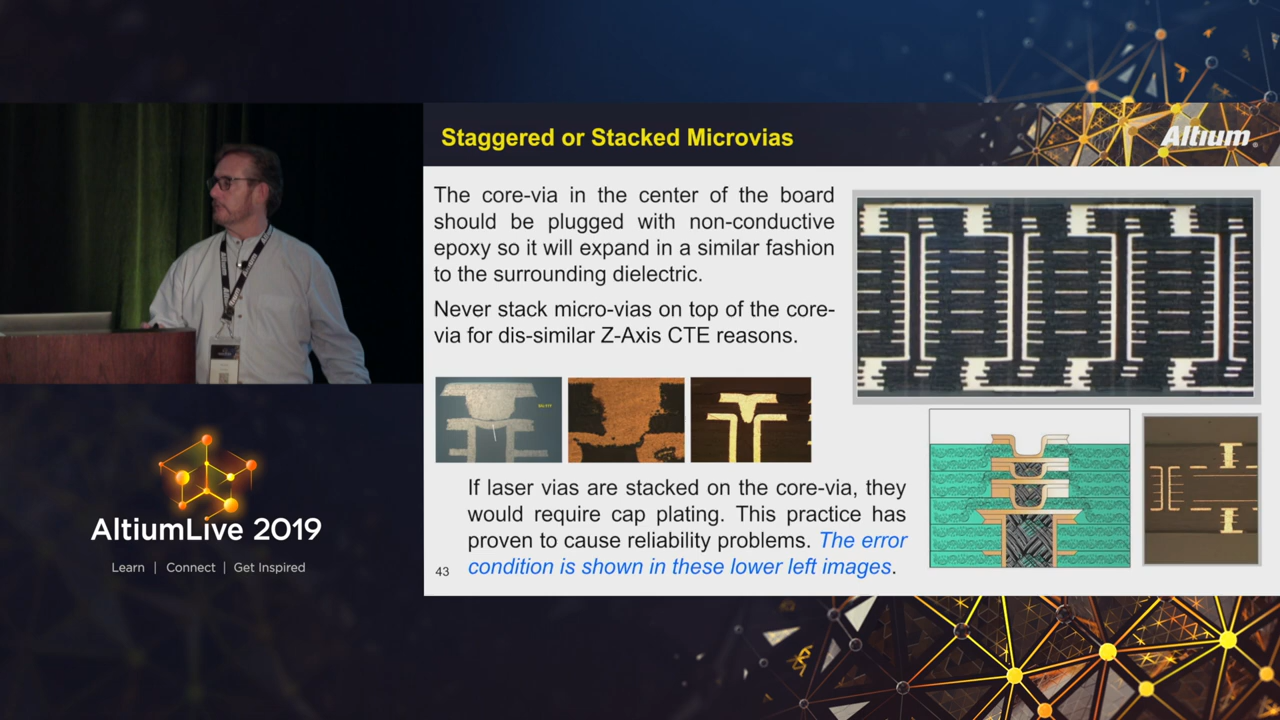 Staggered or Stacked Microvias
Altium
The core-via in the center of the board
should be plugged with non-conductive
epoxy so it will expand in a similar fashion
to the surrounding dielectric.
Never stack micro-vias on top of the core-
via for dis-similar Z-Axis CTE reasons.
If laser vias are stacked on the core-via, they
would require cap plating. This practice has
proven to cause reliability problems. The error
condition is shown in these lower left images.
43
AltiumLive 2019
Learn | Connect | Get Inspired